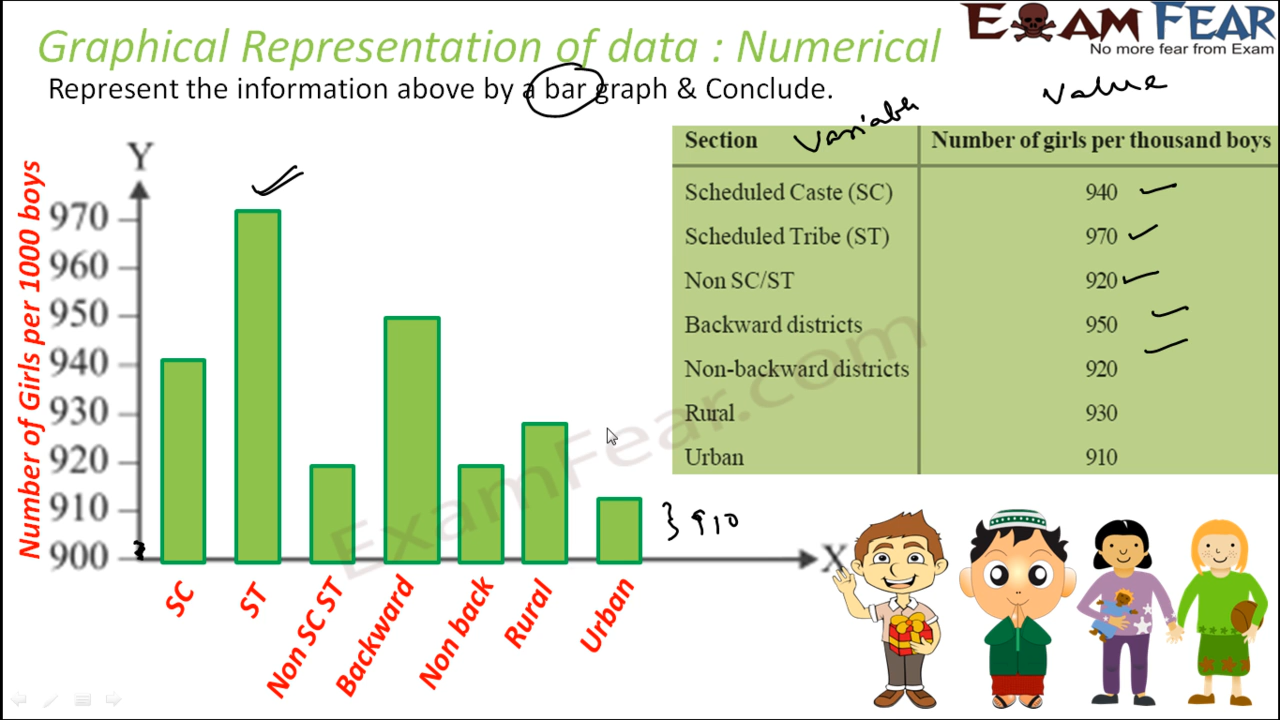 EXAM FEAR
No more fear from Exam
Graphical Representation of data : Numerical
Represent the information above by a bar graph & Conclude.
Variable
Value
Section Number of girls per thousand boys
Scheduled Caste (SC) 940
Scheduled Tribe (ST) 970
Non SC/ST 920
Backward districts 950
Non-backward districts 920
Rural 930
Urban 910
Number of Girls per 1000 boys
Y
970
960
950
940
930
920
910
900
X
SC
ST
Non SC ST
Backward
Non back
Rural
Urban
} 910
ExamFear.com